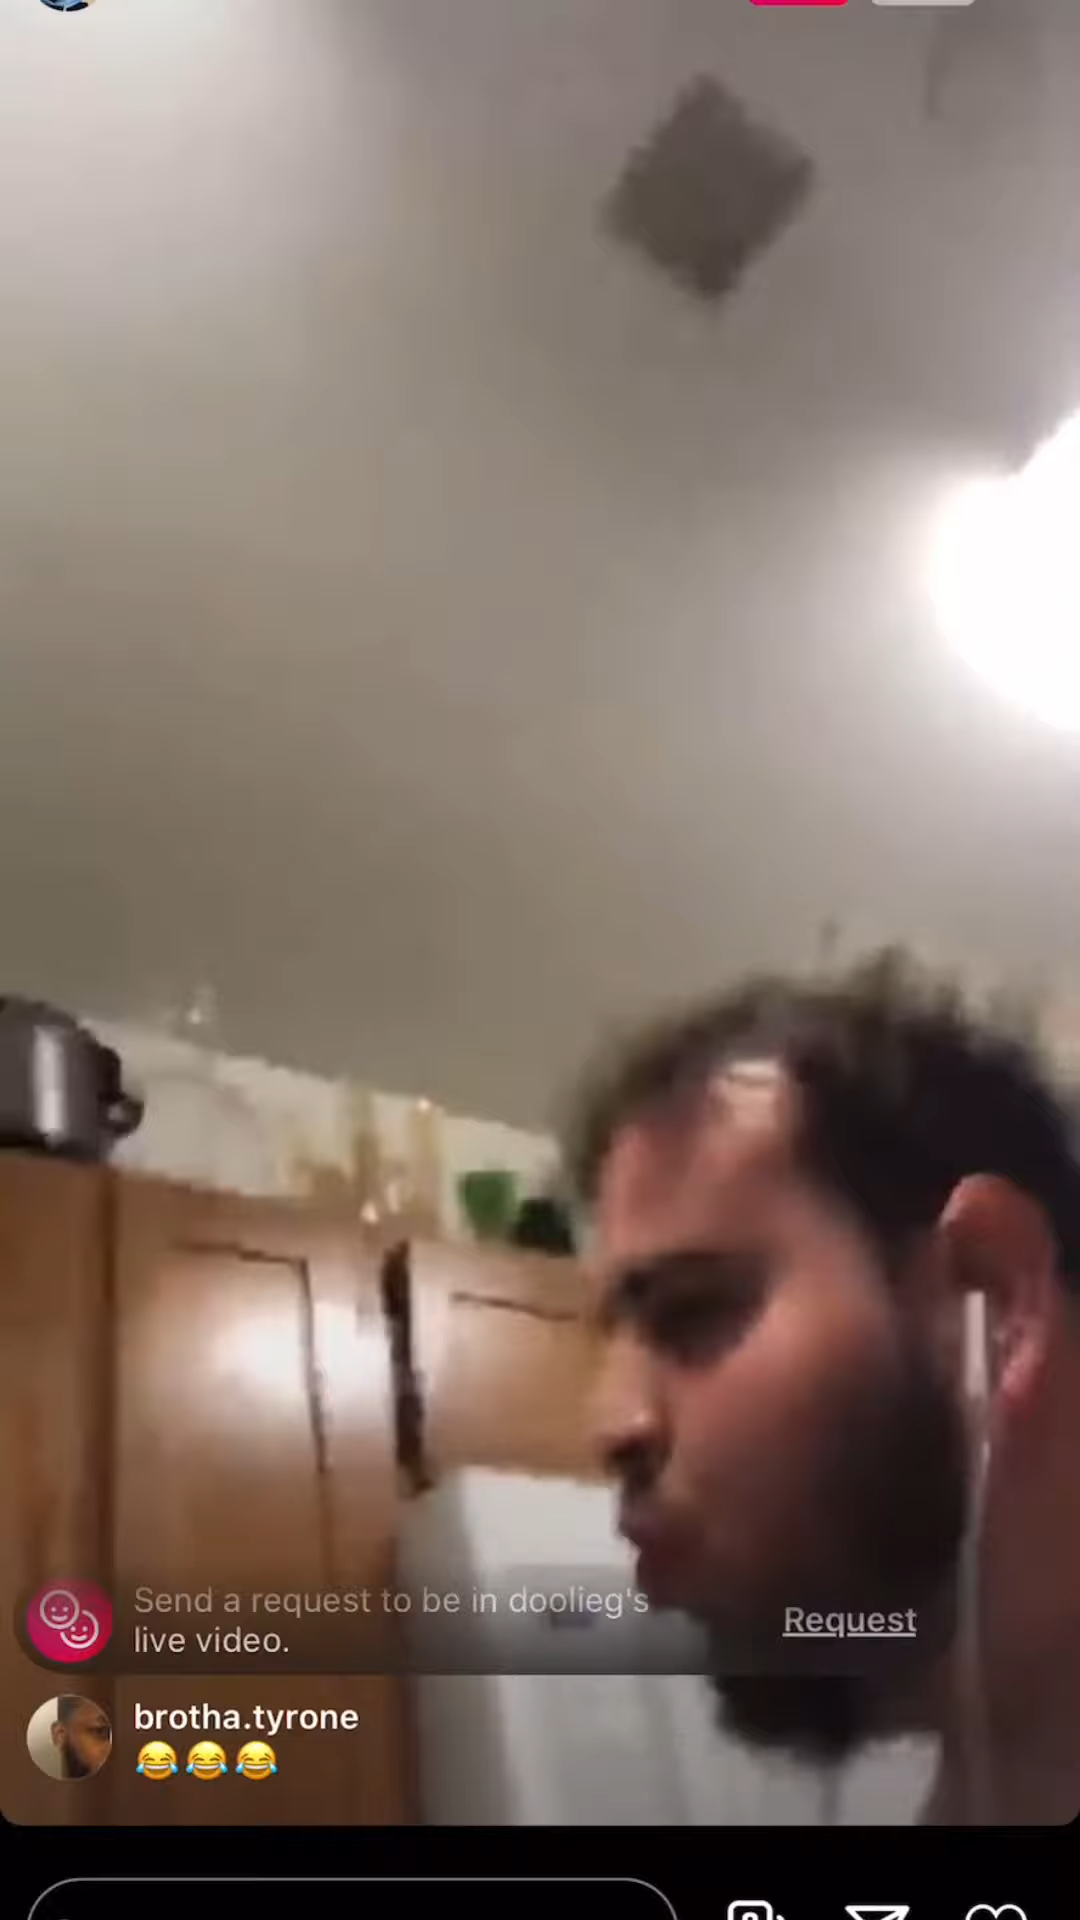 Send a request to be in doolieg's
live video.
Request
brotha.tyrone
😂😂😂